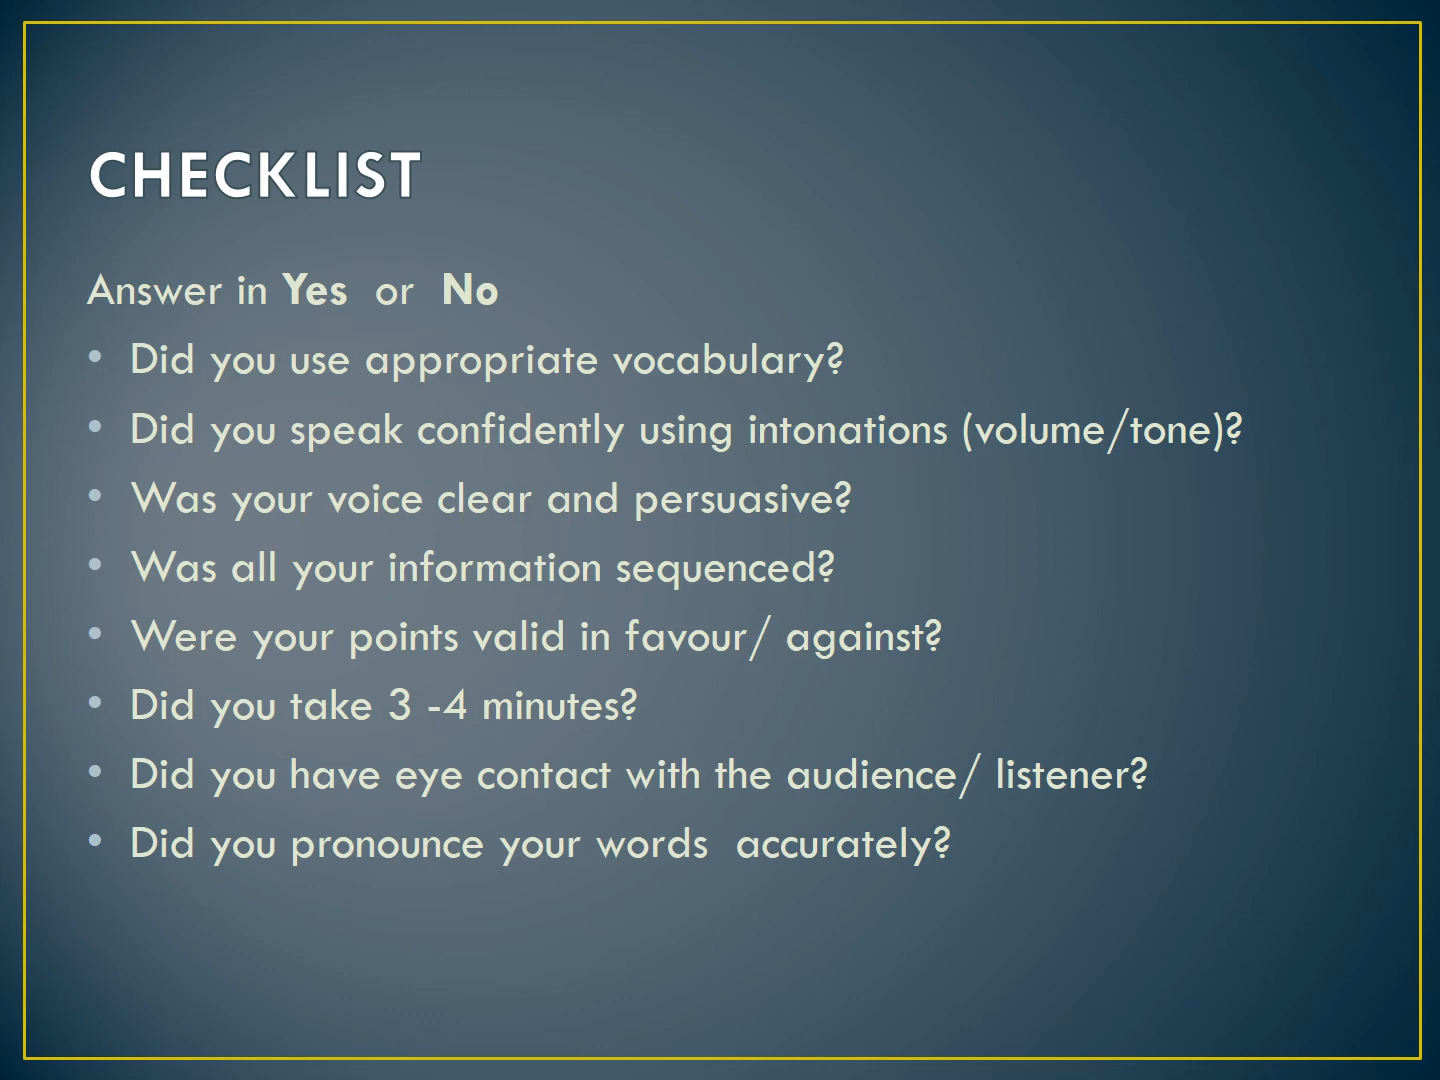 CHECKLIST
Answer in Yes or No
• Did you use appropriate vocabulary?
• Did you speak confidently using intonations (volume/tone)?
• Was your voice clear and persuasive?
• Was all your information sequenced?
• Were your points valid in favour/ against?
• Did you take 3 -4 minutes?
• Did you have eye contact with the audience/ listener?
• Did you pronounce your words  accurately?